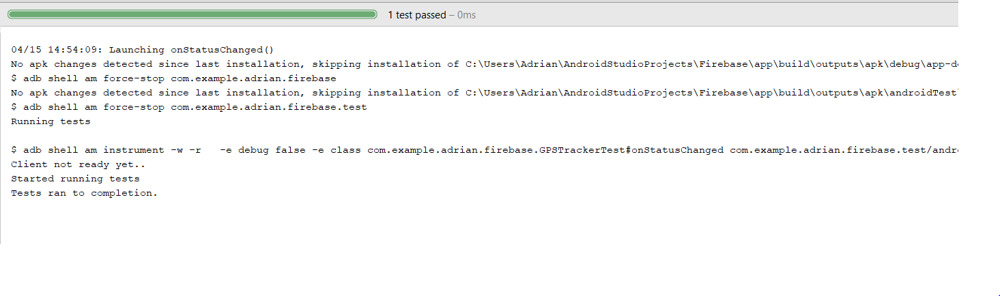 1 test passed – 0ms
04/15 14:54:09: Launching onStatusChanged()
No apk changes detected since last installation, skipping installation of C:\Users\Adrian\AndroidStudioProjects\Firebase\app\build\outputs\apk\debug\app-d
$ adb shell am force-stop com.example.adrian.firebase
No apk changes detected since last installation, skipping installation of C:\Users\Adrian\AndroidStudioProjects\Firebase\app\build\outputs\apk\androidTest
$ adb shell am force-stop com.example.adrian.firebase.test
Running tests
$ adb shell am instrument -w -r   -e debug false -e class com.example.adrian.firebase.GPSTrackerTest#onStatusChanged com.example.adrian.firebase.test/andr
Client not ready yet..
Started running tests
Tests ran to completion.